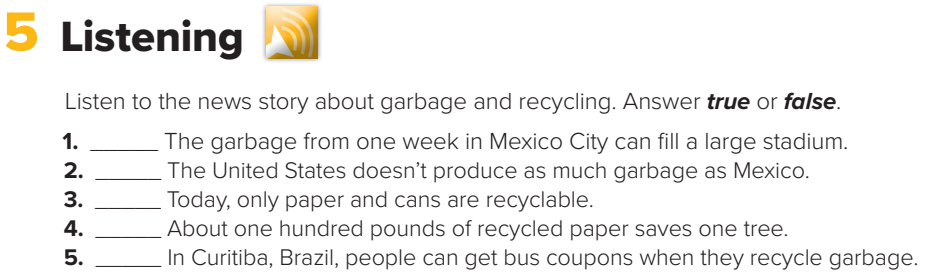 5 Listening
Listen to the news story about garbage and recycling. Answer true or false.
1. ______ The garbage from one week in Mexico City can fill a large stadium.
2. ______ The United States doesn't produce as much garbage as Mexico.
3. ______ Today, only paper and cans are recyclable.
4. ______ About one hundred pounds of recycled paper saves one tree.
5. ______ In Curitiba, Brazil, people can get bus coupons when they recycle garbage.